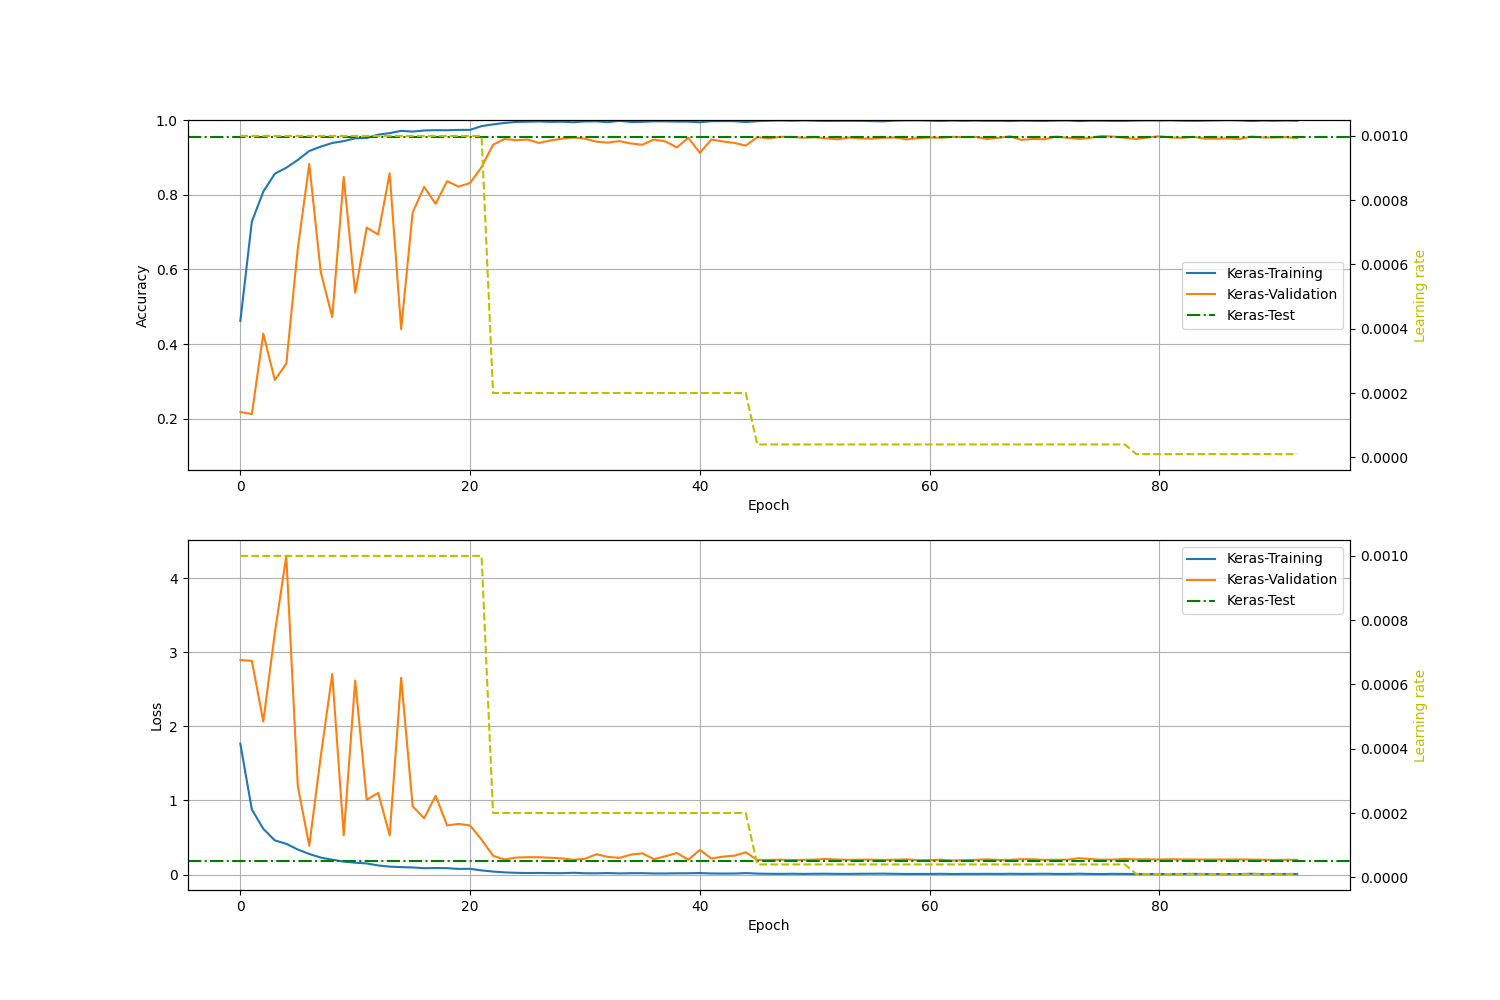 1.0
0.8
0.6
0.4
0.2
Accuracy
0.0010
0.0008
0.0006
0.0004
0.0002
0.0000
Learning rate
Keras-Training
Keras-Validation
Keras-Test
0 20 40 60 80
Epoch
4
3
2
1
0
Loss
0.0010
0.0008
0.0006
0.0004
0.0002
0.0000
Learning rate
Keras-Training
Keras-Validation
Keras-Test
0 20 40 60 80
Epoch